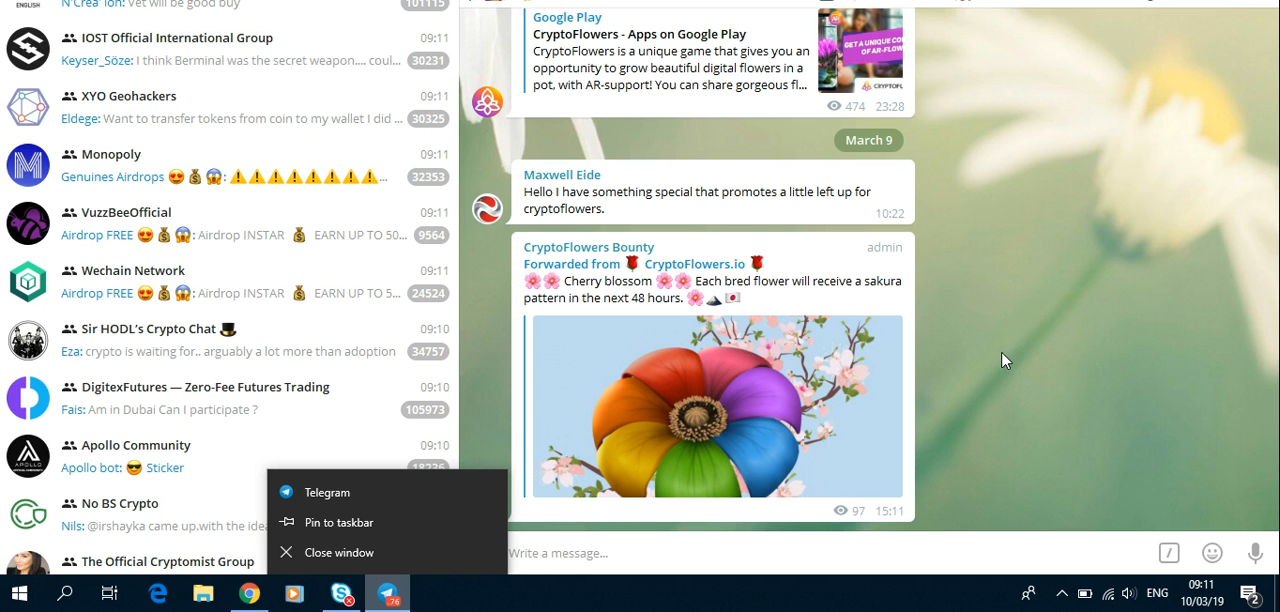 ENGLISH
N'Crea' Ion: Vet will be good buy
101115
IOST Official International Group
09:11
Keyser_Söze: I think Berminal was the secret weapon.... coul...
30231
XYO Geohackers
09:11
Eldege: Want to transfer tokens from coin to my wallet I did ...
30325
Monopoly
09:11
Genuines Airdrops 😍 💰 😱: ⚠️⚠️⚠️⚠️⚠️⚠️⚠️⚠️...
32353
VuzzBeeOfficial
09:11
Airdrop FREE 😍 💰 😱: Airdrop INSTAR 💰 EARN UP TO 50...
9564
Wechain Network
09:11
Airdrop FREE 😍 💰 😱: Airdrop INSTAR 💰 EARN UP TO 5...
24524
Sir HODL's Crypto Chat 🎩
09:10
Eza: crypto is waiting for.. arguably a lot more than adoption
34757
DigitexFutures — Zero-Fee Futures Trading
09:10
Fais: Am in Dubai Can I participate ?
105973
APOLLO
Apollo Community
09:10
Apollo bot: 😎 Sticker
18276
No BS Crypto
Nils: @irshayka came up.with the idea
The Official Cryptomist Group
Google Play
CryptoFlowers - Apps on Google Play
CryptoFlowers is a unique game that gives you an
opportunity to grow beautiful digital flowers in a
pot, with AR-support! You can share gorgeous fl...
GET A UNIQUE CO
OF AR-FLOW
CRYPTOFL
474 23:28
March 9
Maxwell Eide
Hello I have something special that promotes a little left up for
cryptoflowers.
10:22
CryptoFlowers Bounty
admin
Forwarded from 🌹 CryptoFlowers.io 🌹
🌸🌸 Cherry blossom 🌸🌸 Each bred flower will receive a sakura
pattern in the next 48 hours. 🌸🗻🇯🇵
97 15:11
Write a message...
Telegram
Pin to taskbar
Close window
76
ENG
09:11
10/03/19
2